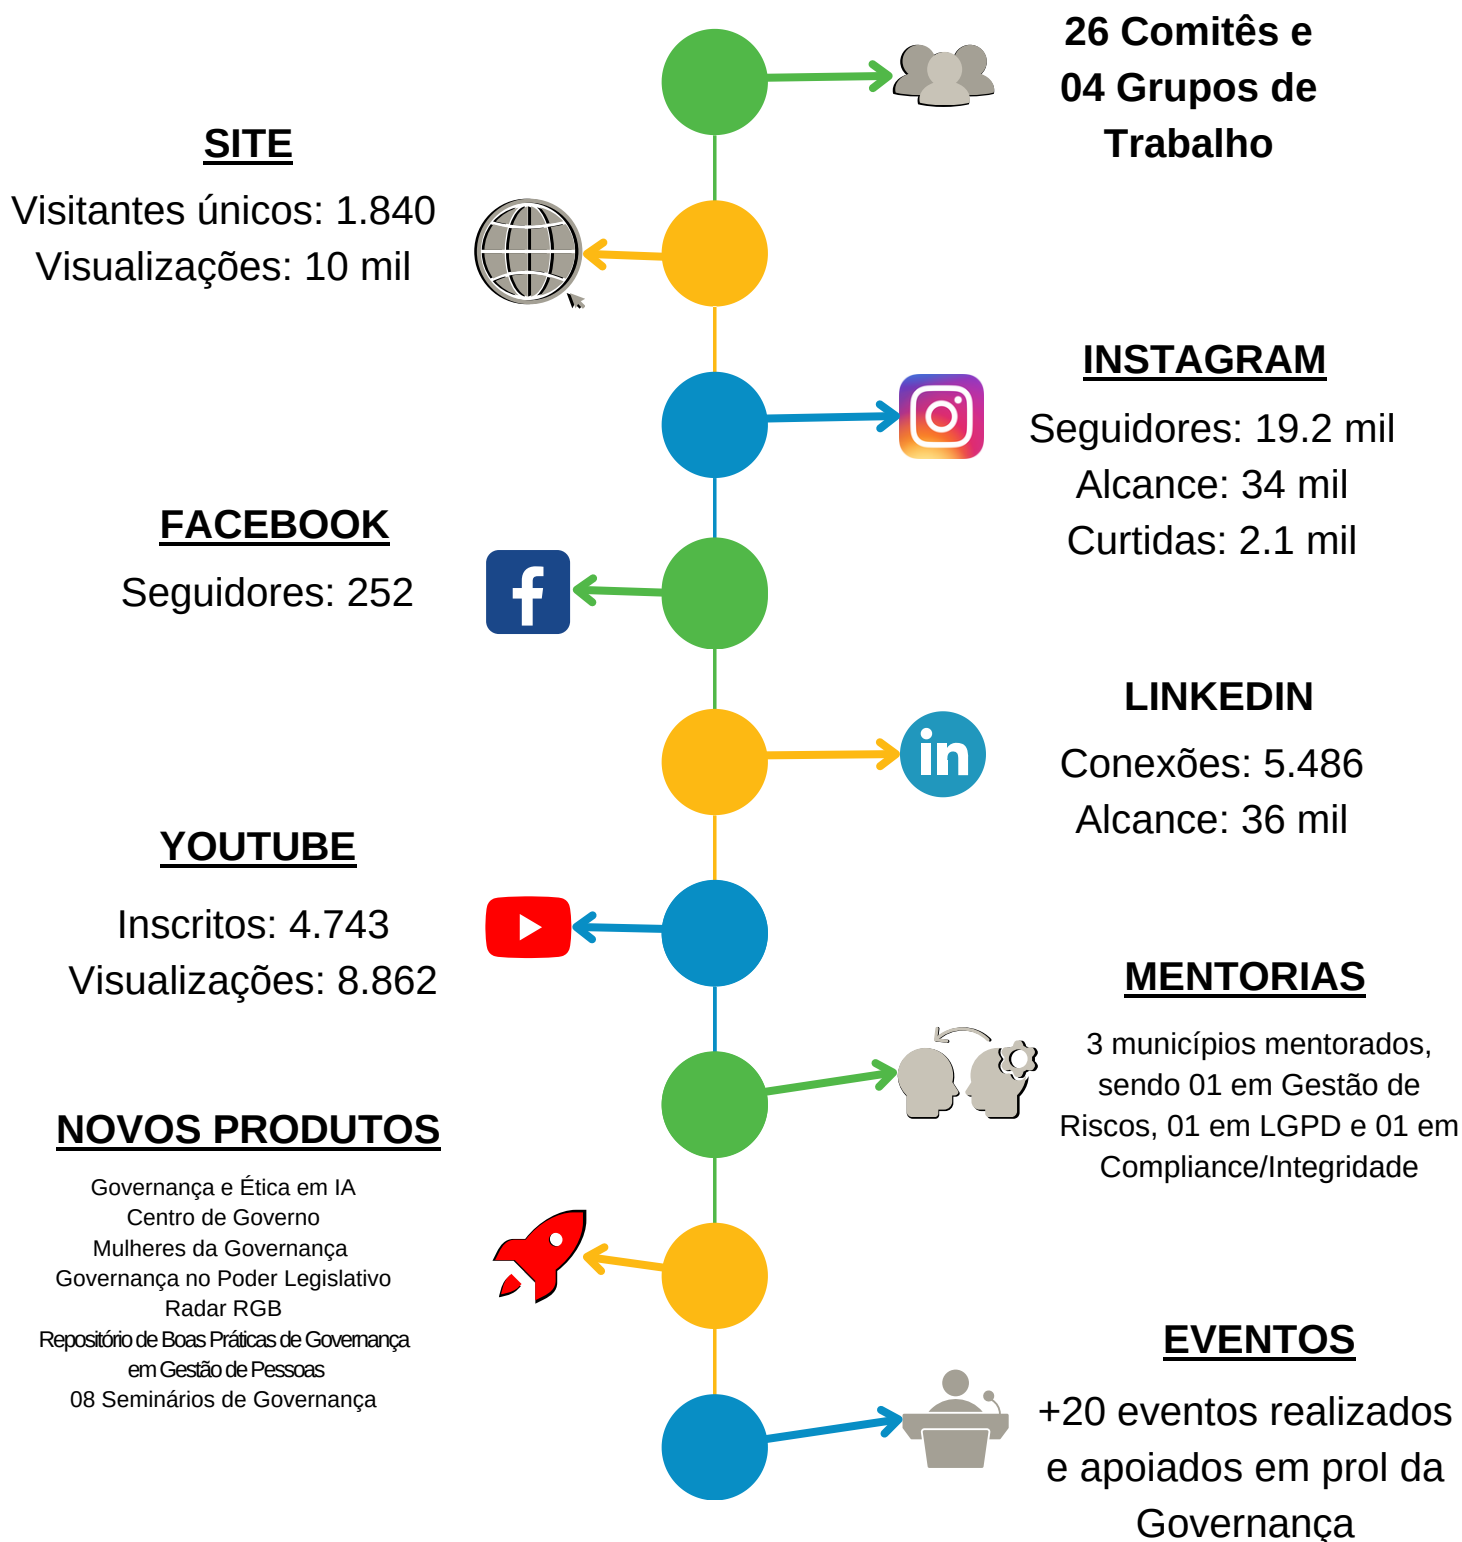 26 Comitês e
04 Grupos de
Trabalho
SITE
Visitantes únicos: 1.840
Visualizações: 10 mil
INSTAGRAM
Seguidores: 19.2 mil
Alcance: 34 mil
Curtidas: 2.1 mil
FACEBOOK
Seguidores: 252
LINKEDIN
Conexões: 5.486
Alcance: 36 mil
YOUTUBE
Inscritos: 4.743
Visualizações: 8.862
MENTORIAS
3 municípios mentorados,
sendo 01 em Gestão de
Riscos, 01 em LGPD e 01 em
Compliance/Integridade
NOVOS PRODUTOS
Governança e Ética em IA
Centro de Governo
Mulheres da Governança
Governança no Poder Legislativo
Radar RGB
Repositório de Boas Práticas de Governança
em Gestão de Pessoas
08 Seminários de Governança
EVENTOS
+20 eventos realizados
e apoiados em prol da
Governança